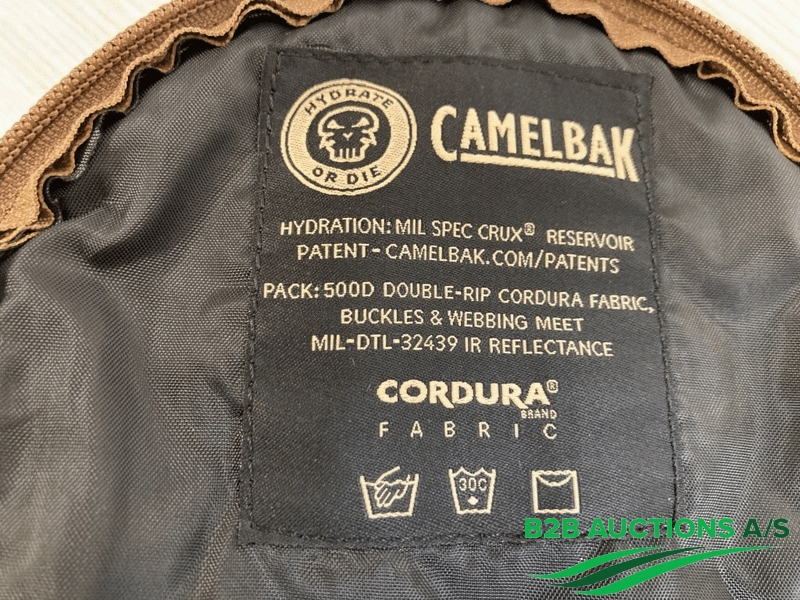 HYDRATE
OR DIE
CAMELBAK
HYDRATION: MIL SPEC CRUX® RESERVOIR
PATENT-CAMELBAK.COM/PATENTS
PACK: 500D DOUBLE-RIP CORDURA FABRIC,
BUCKLES & WEBBING MEET
MIL-DTL-32439 IR REFLECTANCE
CORDURA®
BRAND
FABRIC
30C
B2B AUCTIONS A/S